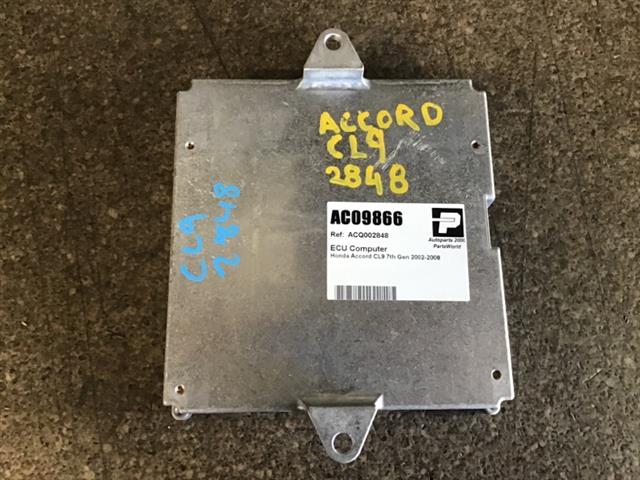 ACCORD
CL9
2848
CL9
2848
AC09866
Ref: ACQ002848
ECU Computer
Honda Accord CL9 7th Gen 2002-2008
P
Autoparts 2000
PartsWorld